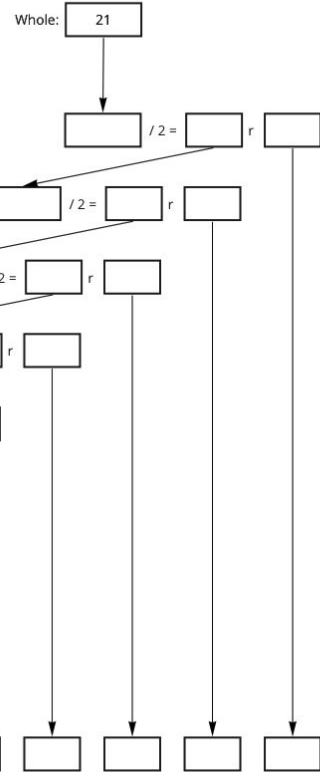 Whole: 21
/ 2 = r
/ 2 = r
2 = r
r